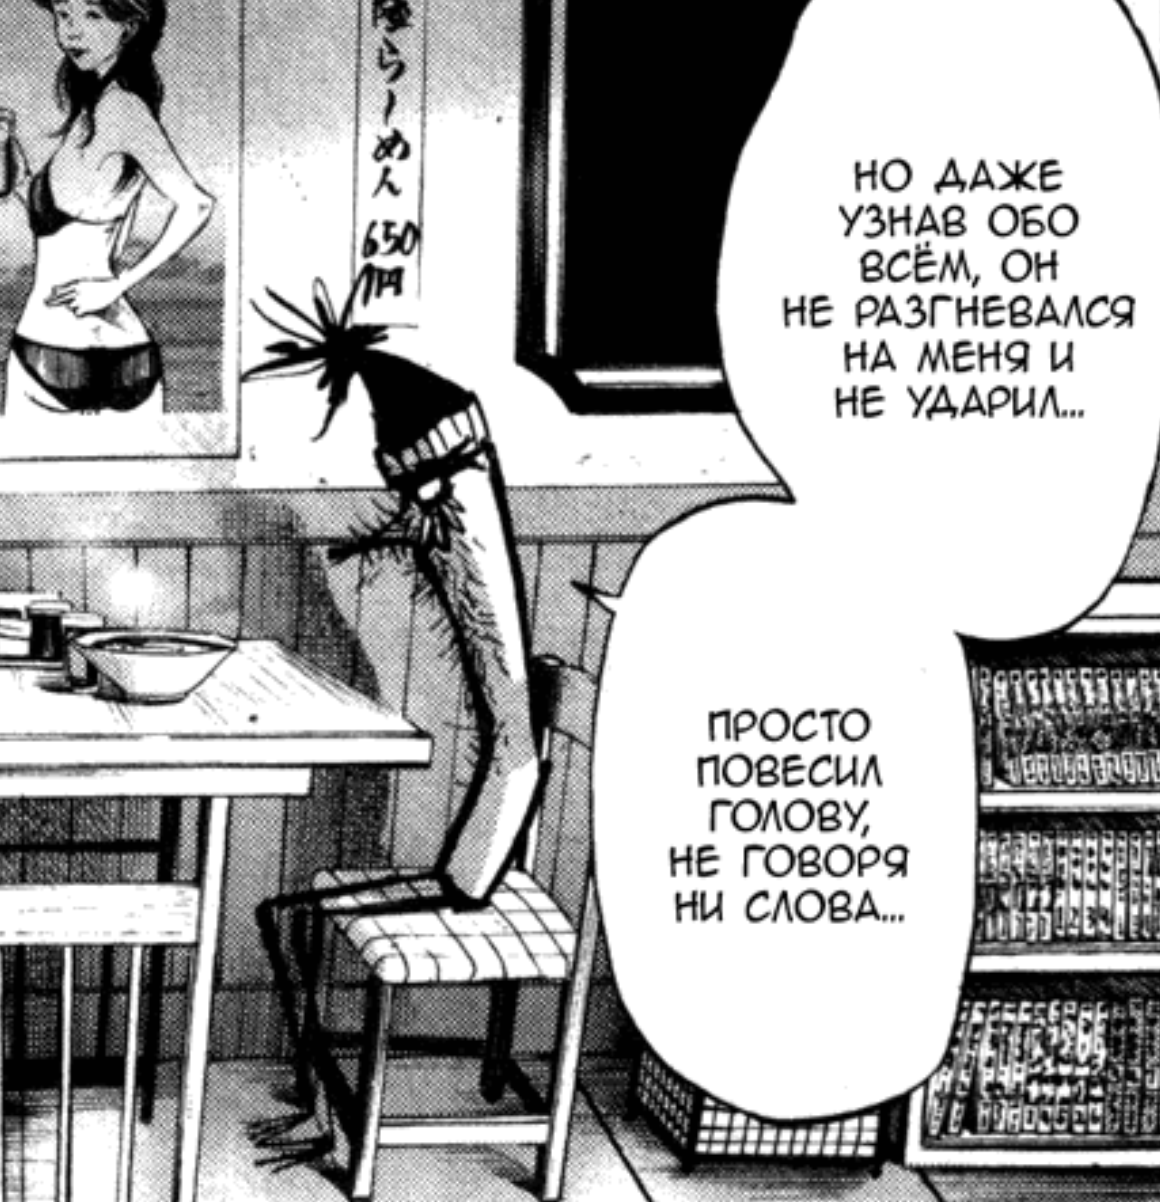 НО ДАЖЕ
УЗНАВ ОБО
ВСЁМ, ОН
НЕ РАЗГНЕВАЛСЯ
НА МЕНЯ И
НЕ УДАРИЛ...
ПРОСТО
ПОВЕСИЛ
ГОЛОВУ,
НЕ ГОВОРЯ
НИ СЛОВА...
らーめん
650
円